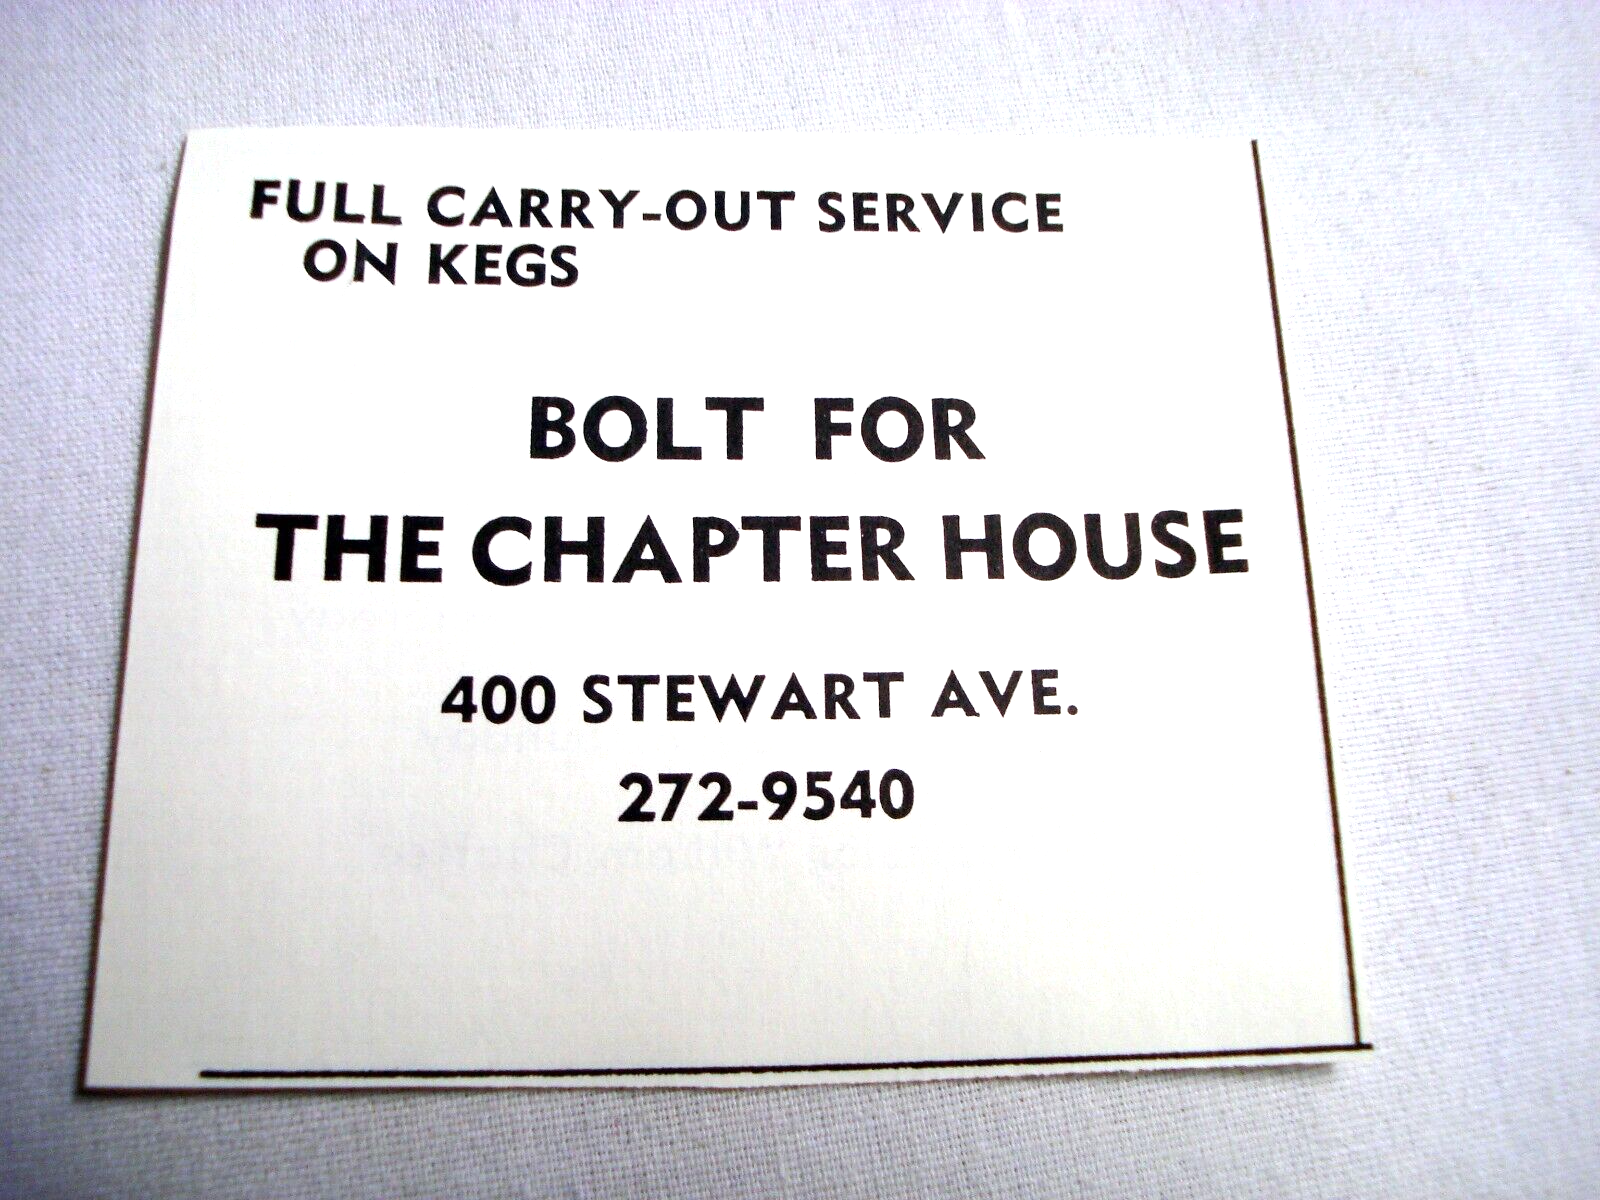 FULL CARRY-OUT SERVICE
ON KEGS
BOLT FOR
THE CHAPTER HOUSE
400 STEWART AVE.
272-9540